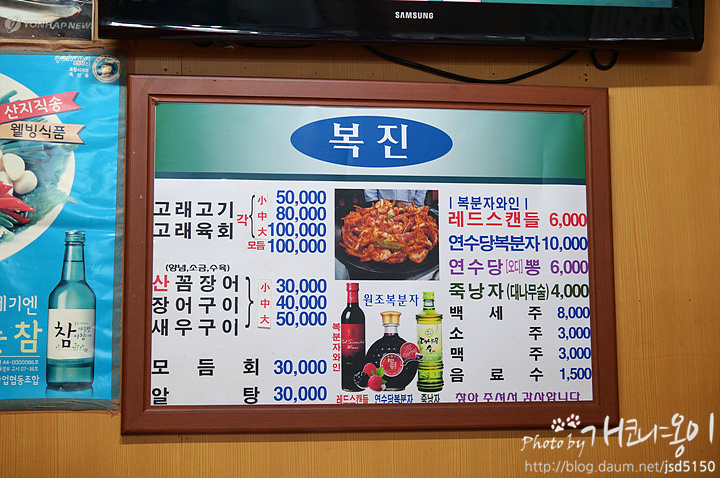 YONHAP NEW
SAMSUNG
산지직송
웰빙식품
참
복진
고래고기 각 小 50,000
中 80,000
고래육회 大 100,000
모듬 100,000
(양념,소금,수육)
산꼼장어 小 30,000
장어구이 中 40,000
새우구이 大 50,000
모듬회 30,000
알탕 30,000
원조복분자
복분자와인
레드스캔들 연수당복분자 죽낭자
| 복분자와인 |
레드스캔들 6,000
연수당복분자 10,000
연수당[오디]뽕 6,000
죽낭자(대나무술) 4,000
백세주 8,000
소주 3,000
맥주 3,000
음료수 1,500
찾아 주셔서 감사합니다
Photo by 개코냐옹이
http://blog.daum.net/jsd5150